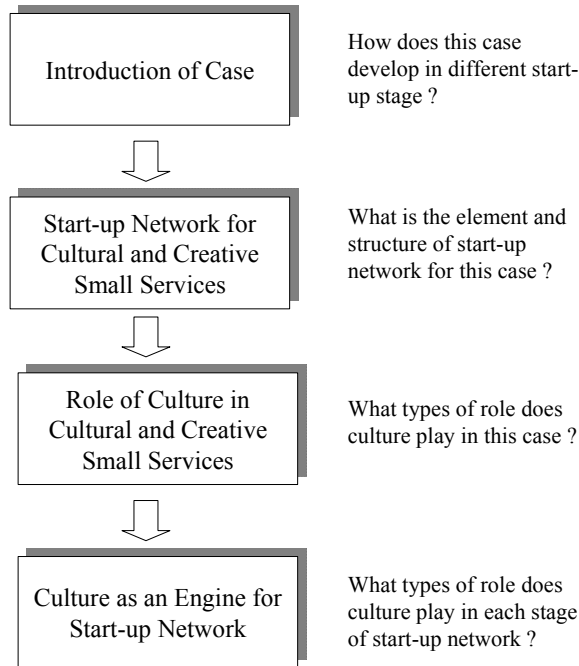 Introduction of Case
How does this case
develop in different start-
up stage ?
Start-up Network for
Cultural and Creative
Small Services
What is the element and
structure of start-up
network for this case ?
Role of Culture in
Cultural and Creative
Small Services
What types of role does
culture play in this case ?
Culture as an Engine for
Start-up Network
What types of role does
culture play in each stage
of start-up network ?